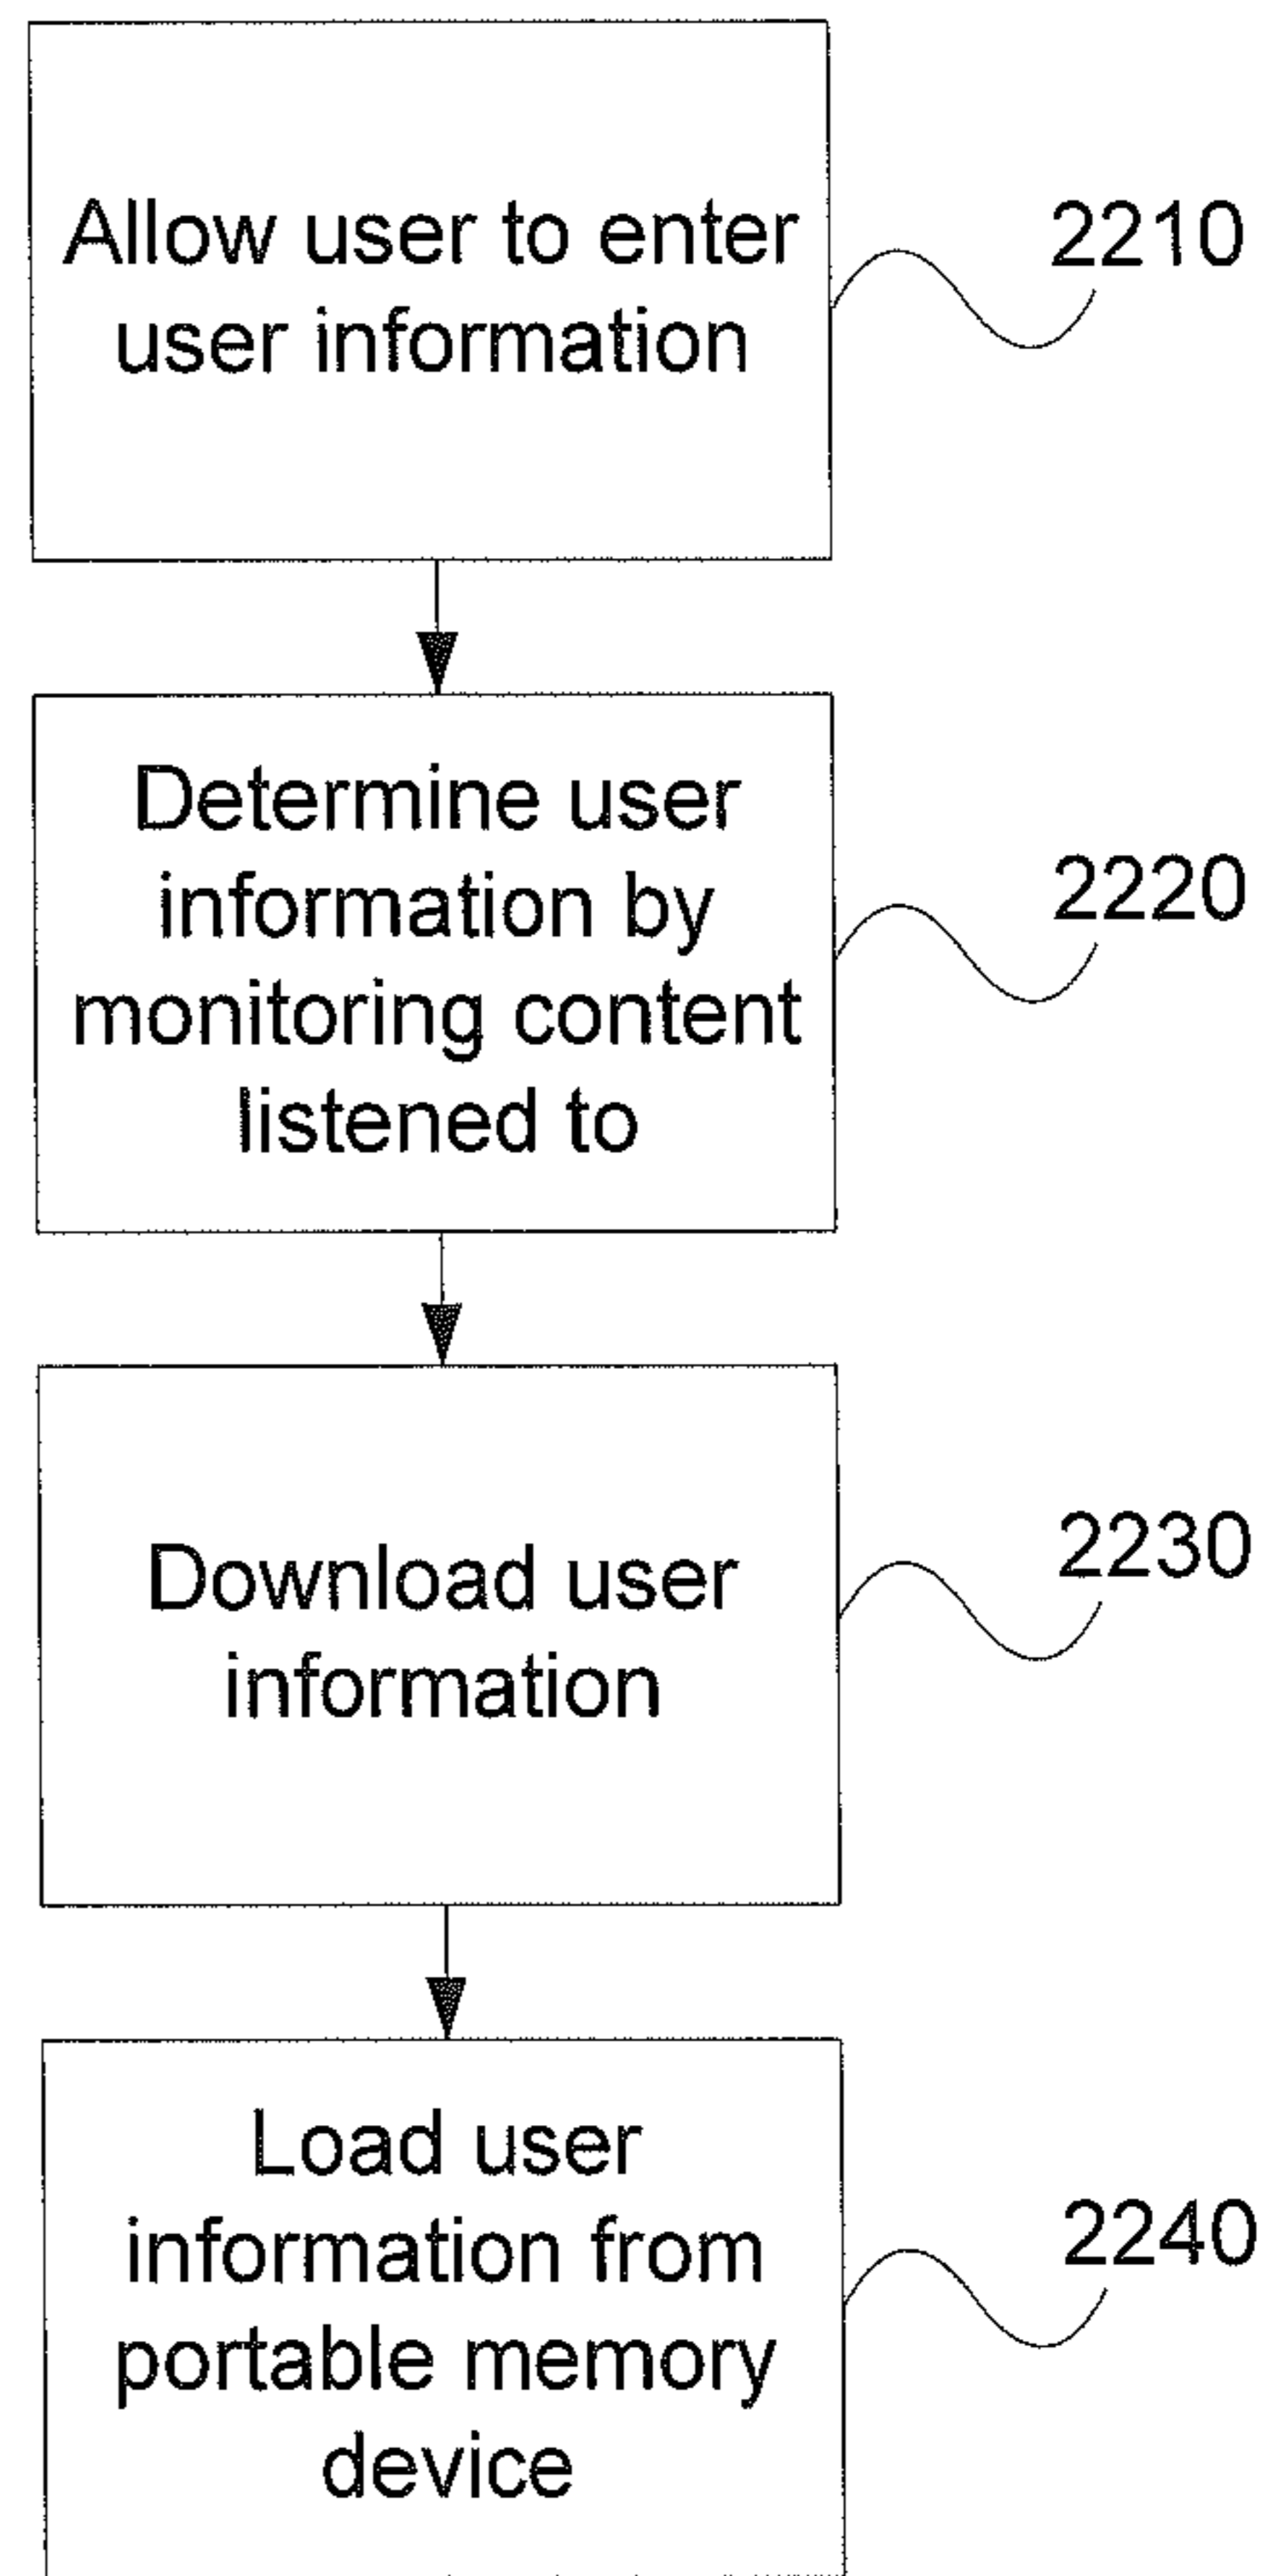 Allow user to enter
user information
2210
Determine user
information by
monitoring content
listened to
2220
Download user
information
2230
Load user
information from
portable memory
device
2240